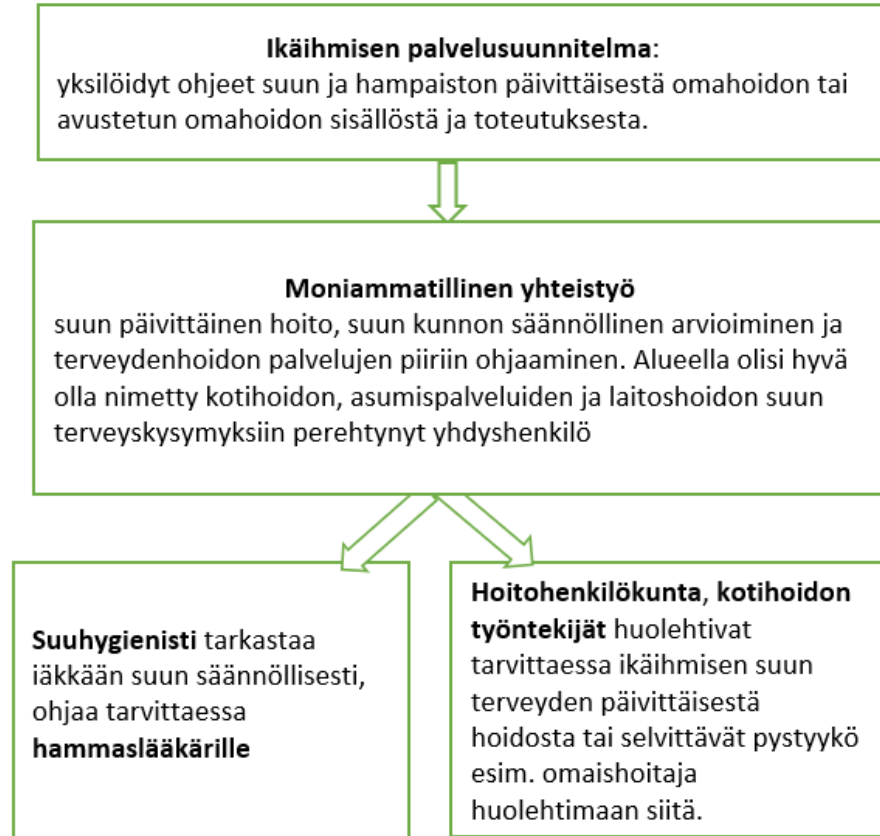 Ikäihmisen palvelusuunnitelma:
yksilöidyt ohjeet suun ja hampaiston päivittäisestä omahoidon tai
avustetun omahoidon sisällöstä ja toteutuksesta.
Moniammatillinen yhteistyö
suun päivittäinen hoito, suun kunnon säännöllinen arvioiminen ja
terveydenhoidon palvelujen piiriin ohjaaminen. Alueella olisi hyvä
olla nimetty kotihoidon, asumispalveluiden ja laitoshoidon suun
terveyskysymyksiin perehtynyt yhdyshenkilö
Suuhygienisti tarkastaa
iäkkään suun säännöllisesti,
ohjaa tarvittaessa
hammaslääkärille
Hoitohenkilökunta, kotihoidon
työntekijät huolehtivat
tarvittaessa ikäihmisen suun
terveyden päivittäisestä
hoidosta tai selvittävät pystyykö
esim. omaishoitaja
huolehtimaan siitä.